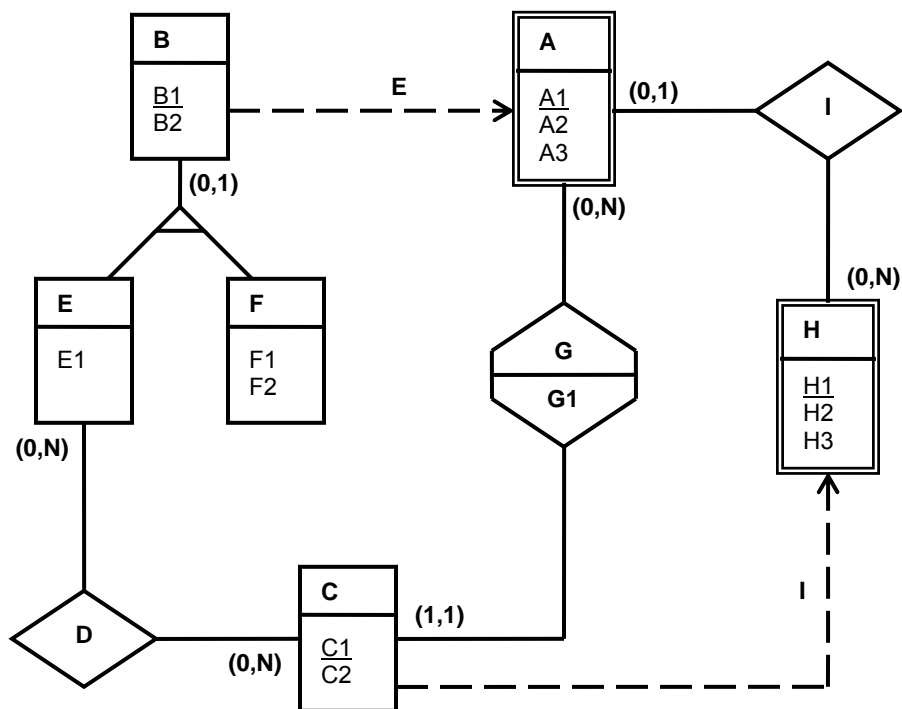 B
B1
B2
E
A
A1
A2
A3
(0,1)
I
(0,1)
(0,N)
(0,N)
E
E1
F
F1
F2
G
G1
H
H1
H2
H3
(0,N)
D
(0,N)
C
C1
C2
(1,1)
I